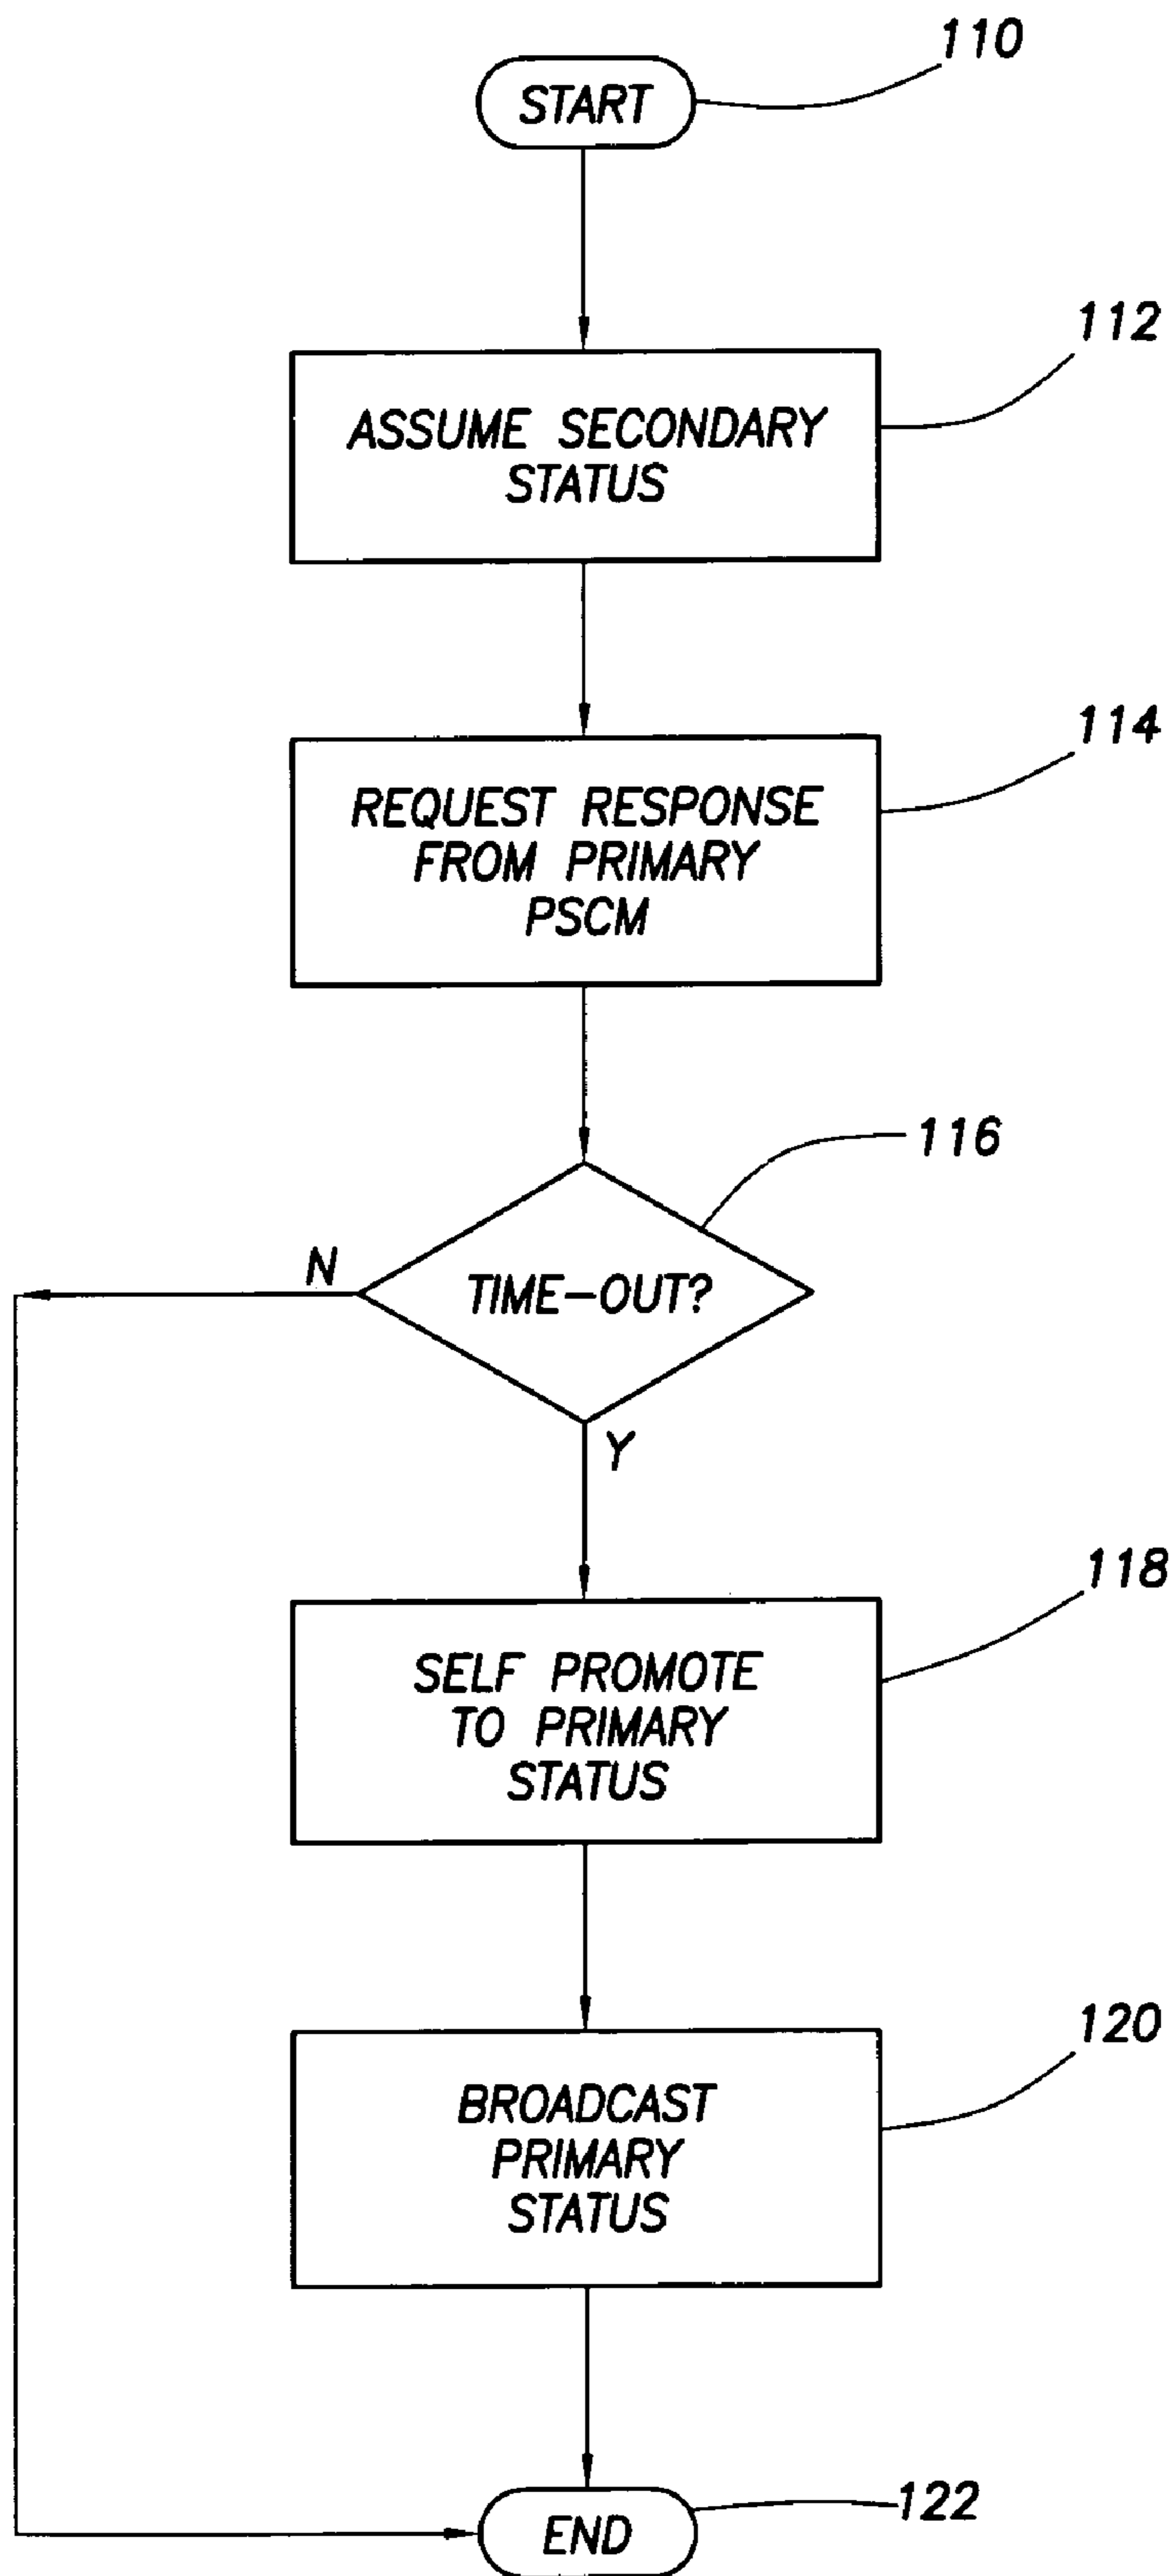 110
START
112
ASSUME SECONDARY
STATUS
114
REQUEST RESPONSE
FROM PRIMARY
PSCM
116
N
TIME-OUT?
Y
118
SELF PROMOTE
TO PRIMARY
STATUS
120
BROADCAST
PRIMARY
STATUS
122
END